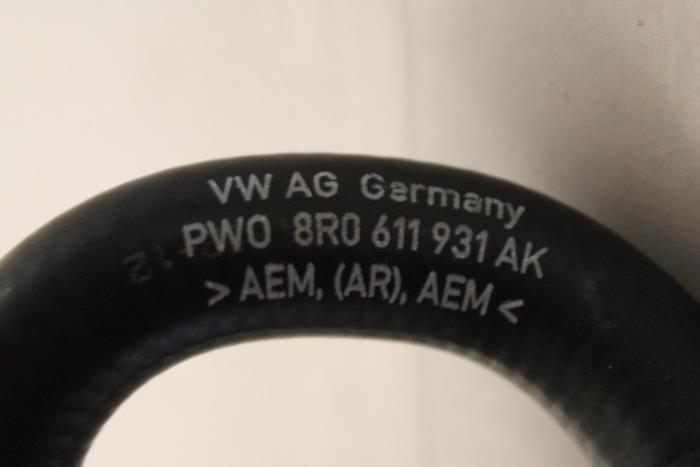 VW AG Germany
PWO 8R0 611 931 AK
> AEM, (AR), AEM <